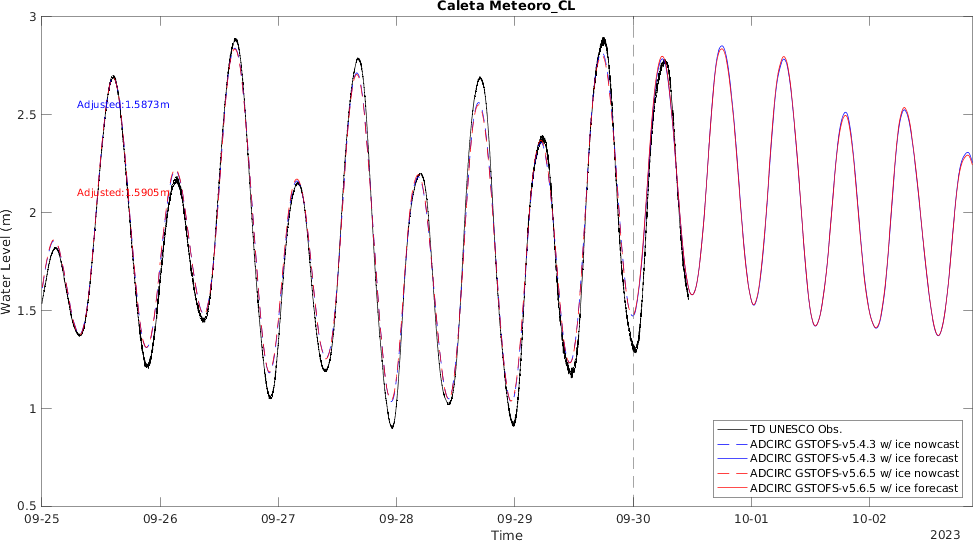 Caleta Meteoro_CL
3
2.5
2
1.5
1
0.5
Water Level (m)
Adjusted:1.5873m
Adjusted:1.5905m
TD UNESCO Obs.
ADCIRC GSTOFS-v5.4.3 w/ ice nowcast
ADCIRC GSTOFS-v5.4.3 w/ ice forecast
ADCIRC GSTOFS-v5.6.5 w/ ice nowcast
ADCIRC GSTOFS-v5.6.5 w/ ice forecast
09-25 09-26 09-27 09-28 09-29 09-30 10-01 10-02
Time
2023